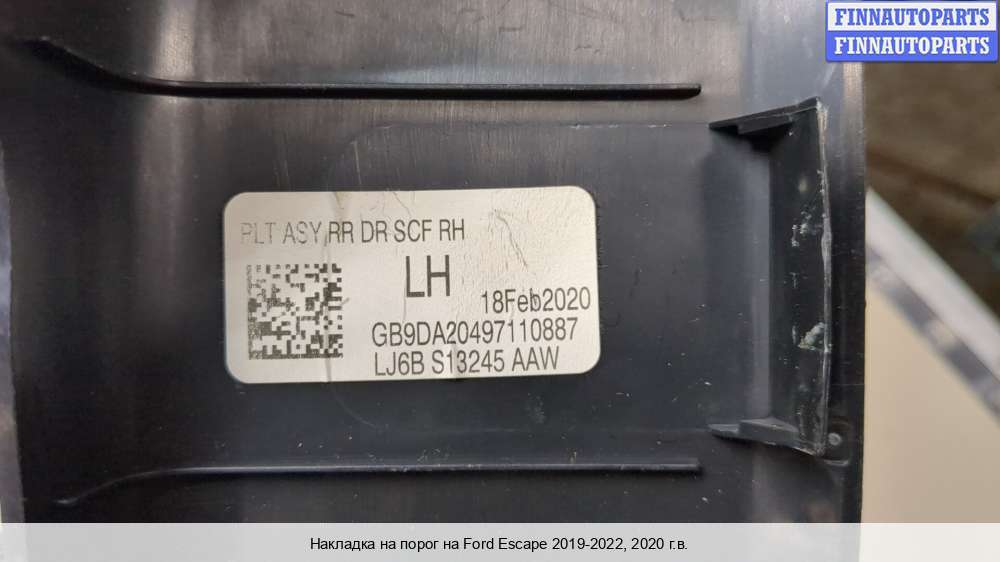 FINNAUTOPARTS
FINNAUTOPARTS
PLT ASY RR DR SCF RH
LH
18Feb2020
GB9DA20497110887
LJ6B S13245 AAW
Накладка на порог на Ford Escape 2019-2022, 2020 г.в.